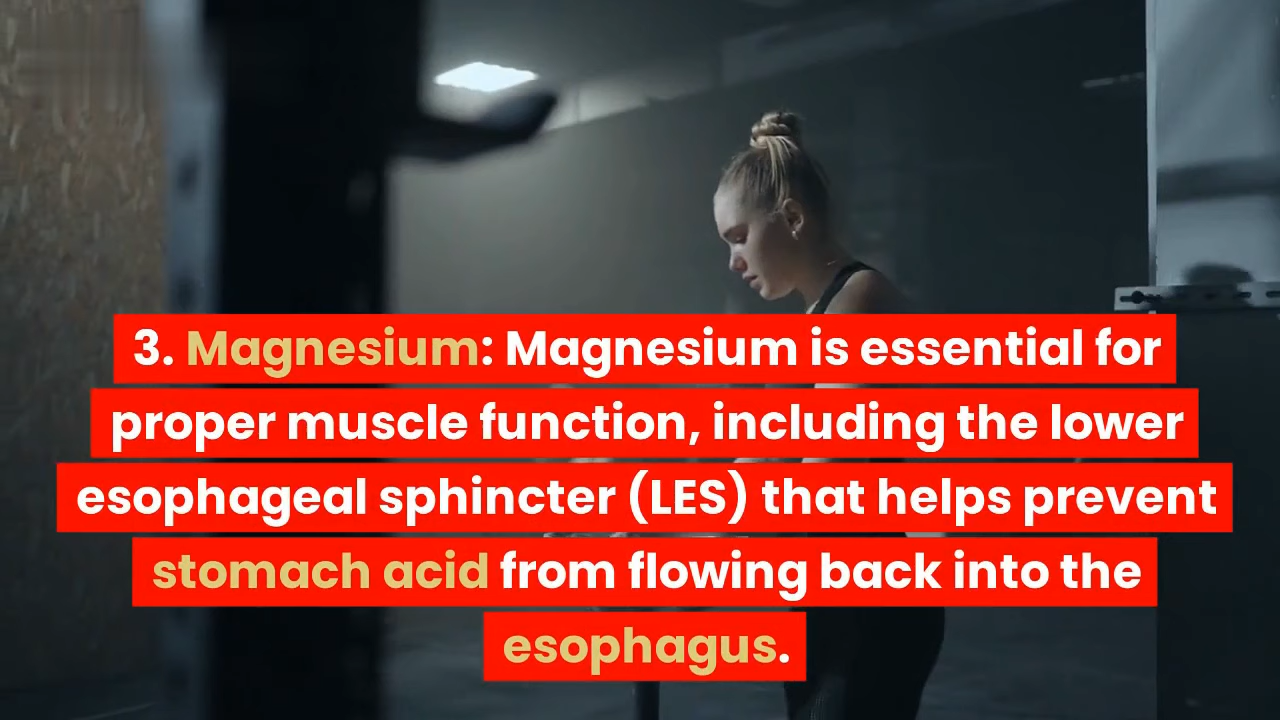 3. Magnesium: Magnesium is essential for
proper muscle function, including the lower
esophageal sphincter (LES) that helps prevent
stomach acid from flowing back into the
esophagus.